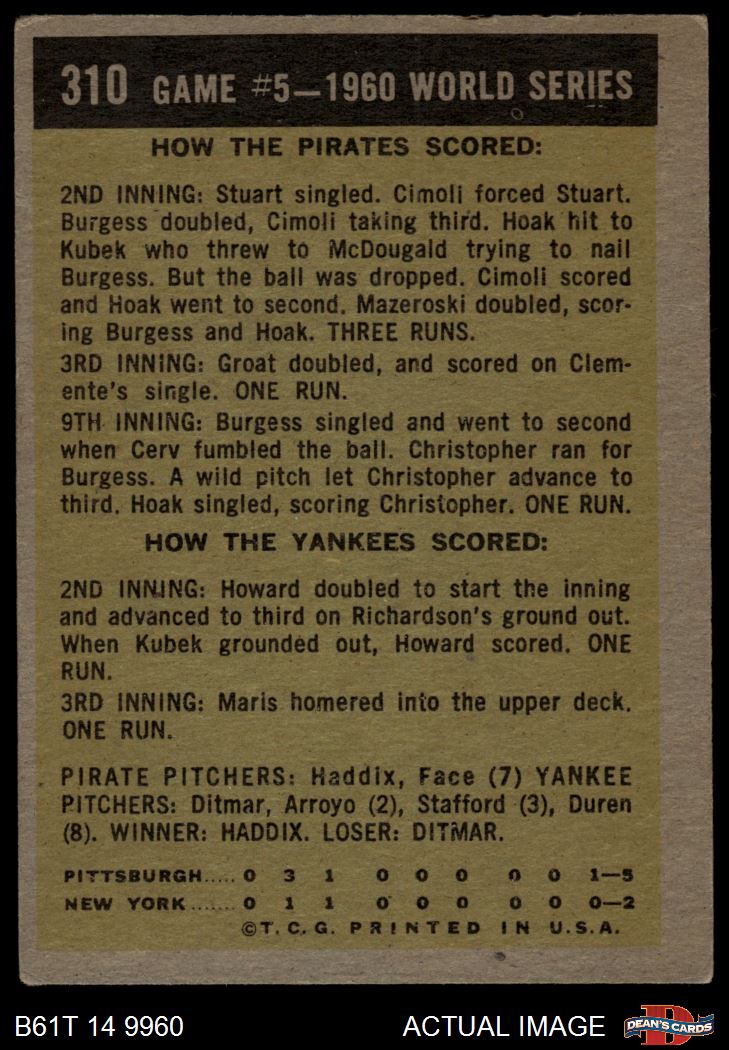 310 GAME #5—1960 WORLD SERIES
HOW THE PIRATES SCORED:
2ND INNING: Stuart singled. Cimoli forced Stuart.
Burgess doubled, Cimoli taking third. Hoak hit to
Kubek who threw to McDougald trying to nail
Burgess. But the ball was dropped. Cimoli scored
and Hoak went to second. Mazeroski doubled, scor-
ing Burgess and Hoak. THREE RUNS.
3RD INNING: Groat doubled, and scored on Clem-
ente's single. ONE RUN.
9TH INNING: Burgess singled and went to second
when Cerv fumbled the ball. Christopher ran for
Burgess. A wild pitch let Christopher advance to
third. Hoak singled, scoring Christopher. ONE RUN.
HOW THE YANKEES SCORED:
2ND INNING: Howard doubled to start the inning
and advanced to third on Richardson's ground out.
When Kubek grounded out, Howard scored. ONE
RUN.
3RD INNING: Maris homered into the upper deck.
ONE RUN.
PIRATE PITCHERS: Haddix, Face (7) YANKEE
PITCHERS: Ditmar, Arroyo (2), Stafford (3), Duren
(8). WINNER: HADDIX. LOSER: DITMAR.
PITTSBURGH..... 0 3 1 0 0 0 0 0 1—5
NEW YORK....... 0 1 1 0 0 0 0 0 0—2
©T.C.G. PRINTED IN U.S.A.
B61T 14 9960 ACTUAL IMAGE DEAN'S CARDS